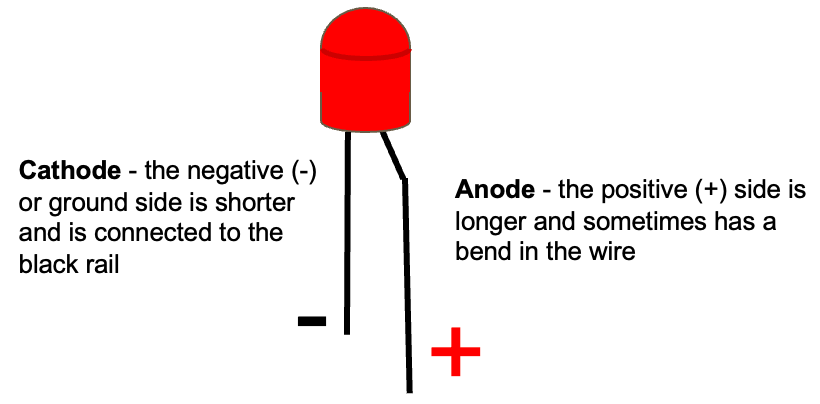 Cathode - the negative (-)
or ground side is shorter
and is connected to the
black rail
Anode - the positive (+) side is
longer and sometimes has a
bend in the wire
-
+